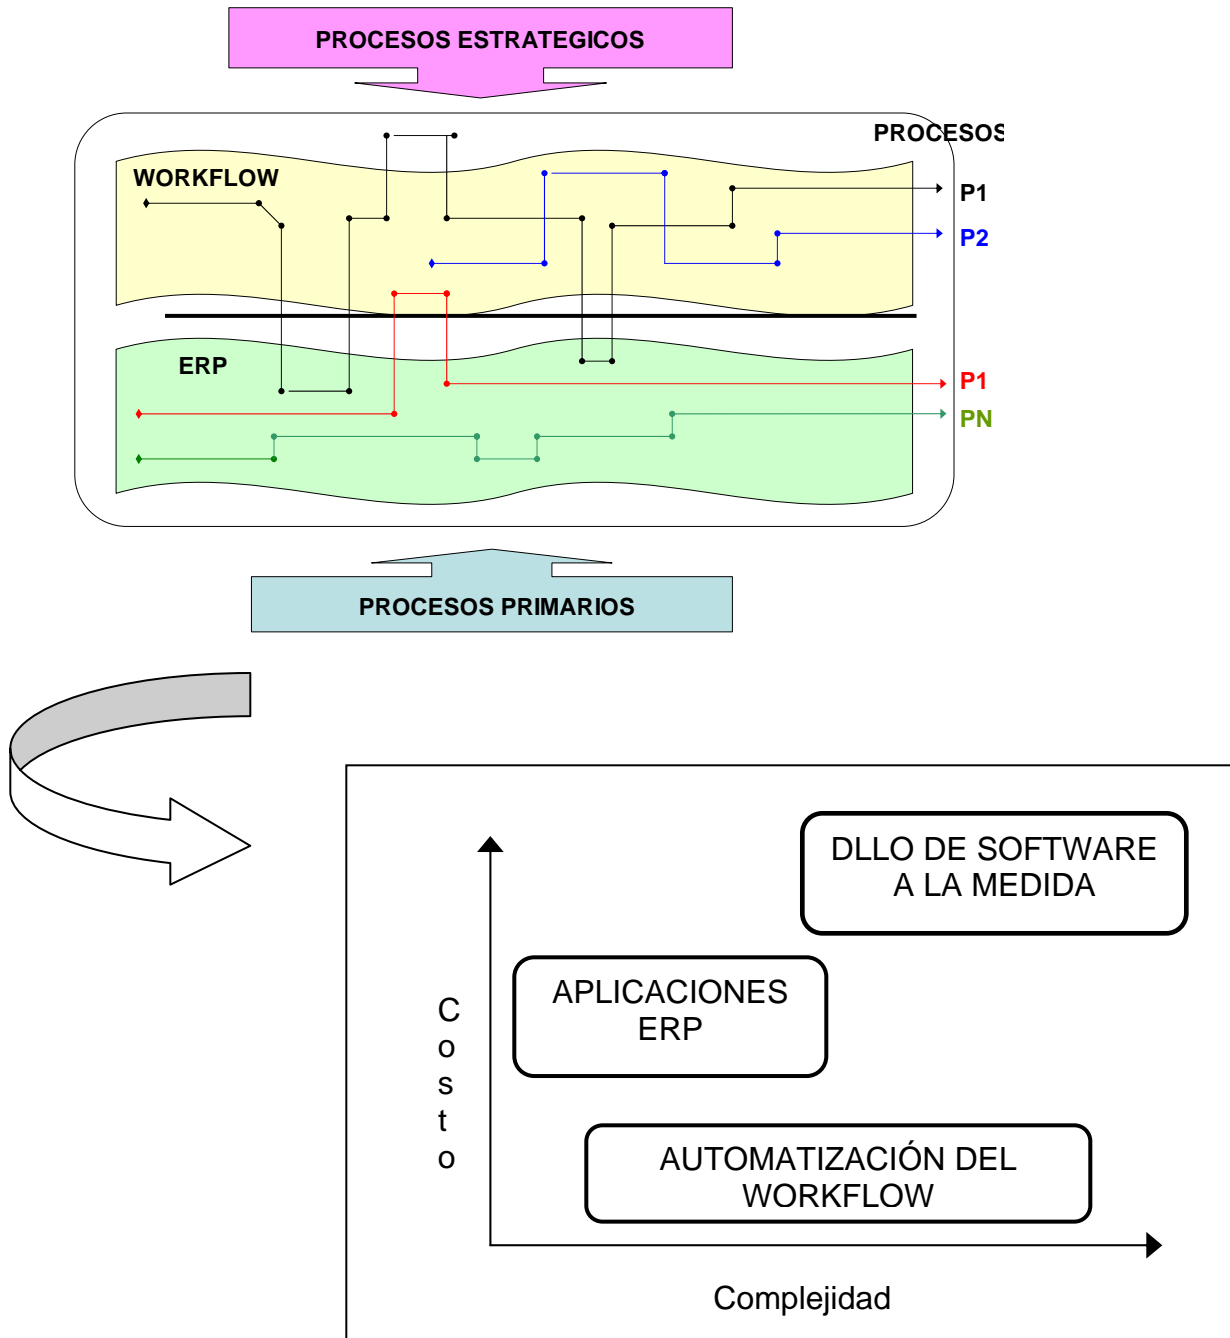 PROCESOS ESTRATEGICOS
PROCESOS
WORKFLOW
P1
P2
ERP
P1
PN
PROCESOS PRIMARIOS
DLLO DE SOFTWARE
A LA MEDIDA
APLICACIONES
ERP
Costo
AUTOMATIZACIÓN DEL
WORKFLOW
Complejidad